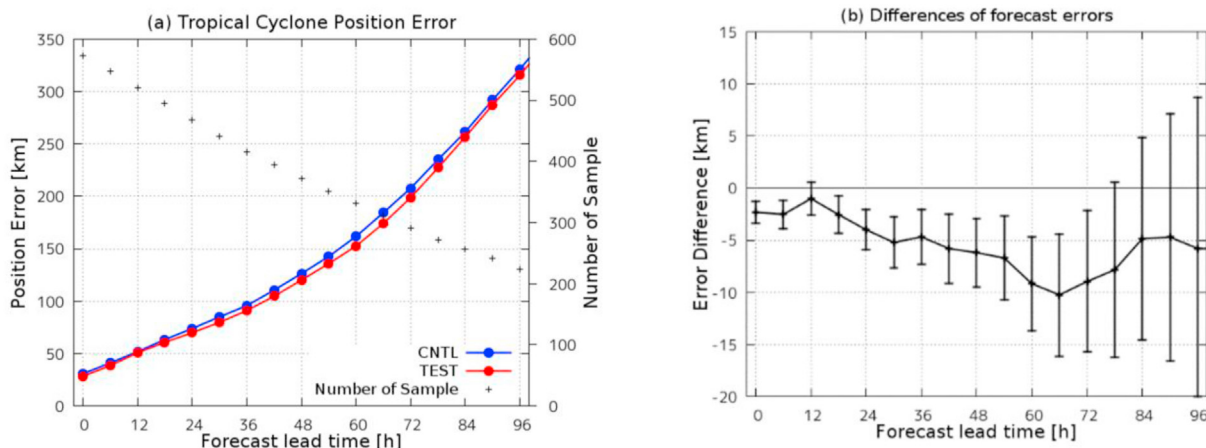 (a) Tropical Cyclone Position Error
350
300
250
200
150
100
50
0
Position Error [km]
600
500
400
300
200
100
0
Number of Sample
CNTL
TEST
Number of Sample
0 12 24 36 48 60 72 84 96
Forecast lead time [h]
(b) Differences of forecast errors
15
10
5
0
-5
-10
-15
-20
Error Difference [km]
0 12 24 36 48 60 72 84 96
Forecast lead time [h]